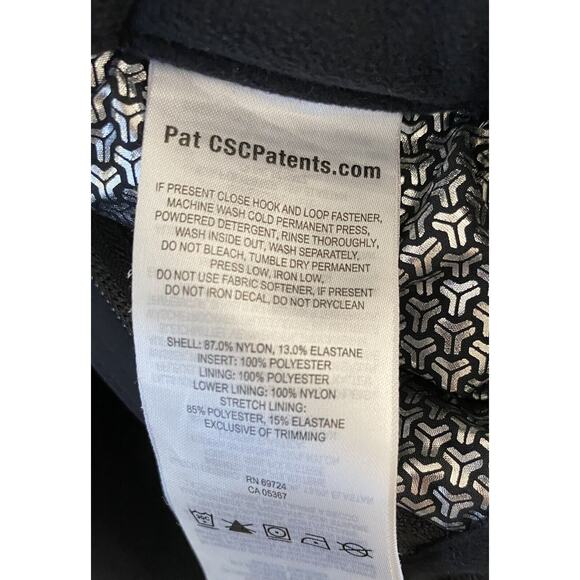 Pat CSCPatents.com
IF PRESENT CLOSE HOOK AND LOOP FASTENER,
MACHINE WASH COLD PERMANENT PRESS,
POWDERED DETERGENT, RINSE THOROUGHLY,
WASH INSIDE OUT, WASH SEPARATELY,
DO NOT BLEACH, TUMBLE DRY PERMANENT
PRESS LOW, IRON LOW,
DO NOT USE FABRIC SOFTENER, IF PRESENT
DO NOT IRON DECAL, DO NOT DRYCLEAN
SHELL: 87.0% NYLON, 13.0% ELASTANE
INSERT: 100% POLYESTER
LINING: 100% POLYESTER
LOWER LINING: 100% NYLON
STRETCH LINING:
85% POLYESTER, 15% ELASTANE
EXCLUSIVE OF TRIMMING
RN 69724
CA 05367